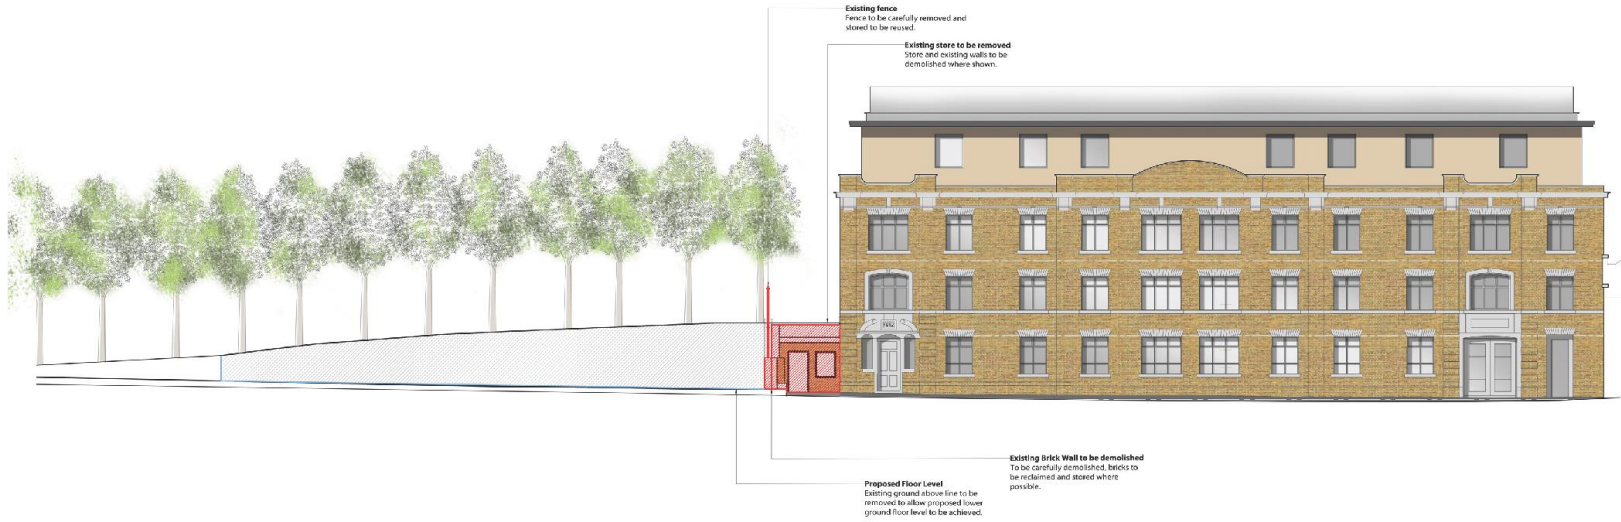 Existing fence
Fence to be carefully removed and
stored to be reused.
Existing store to be removed
Store and existing walls to be
demolished where shown.
Existing Brick Wall to be demolished
To be carefully demolished, bricks to
be reclaimed and stored where
possible.
Proposed Floor Level
Existing ground above line to be
removed to allow proposed lower
ground floor level to be achieved.